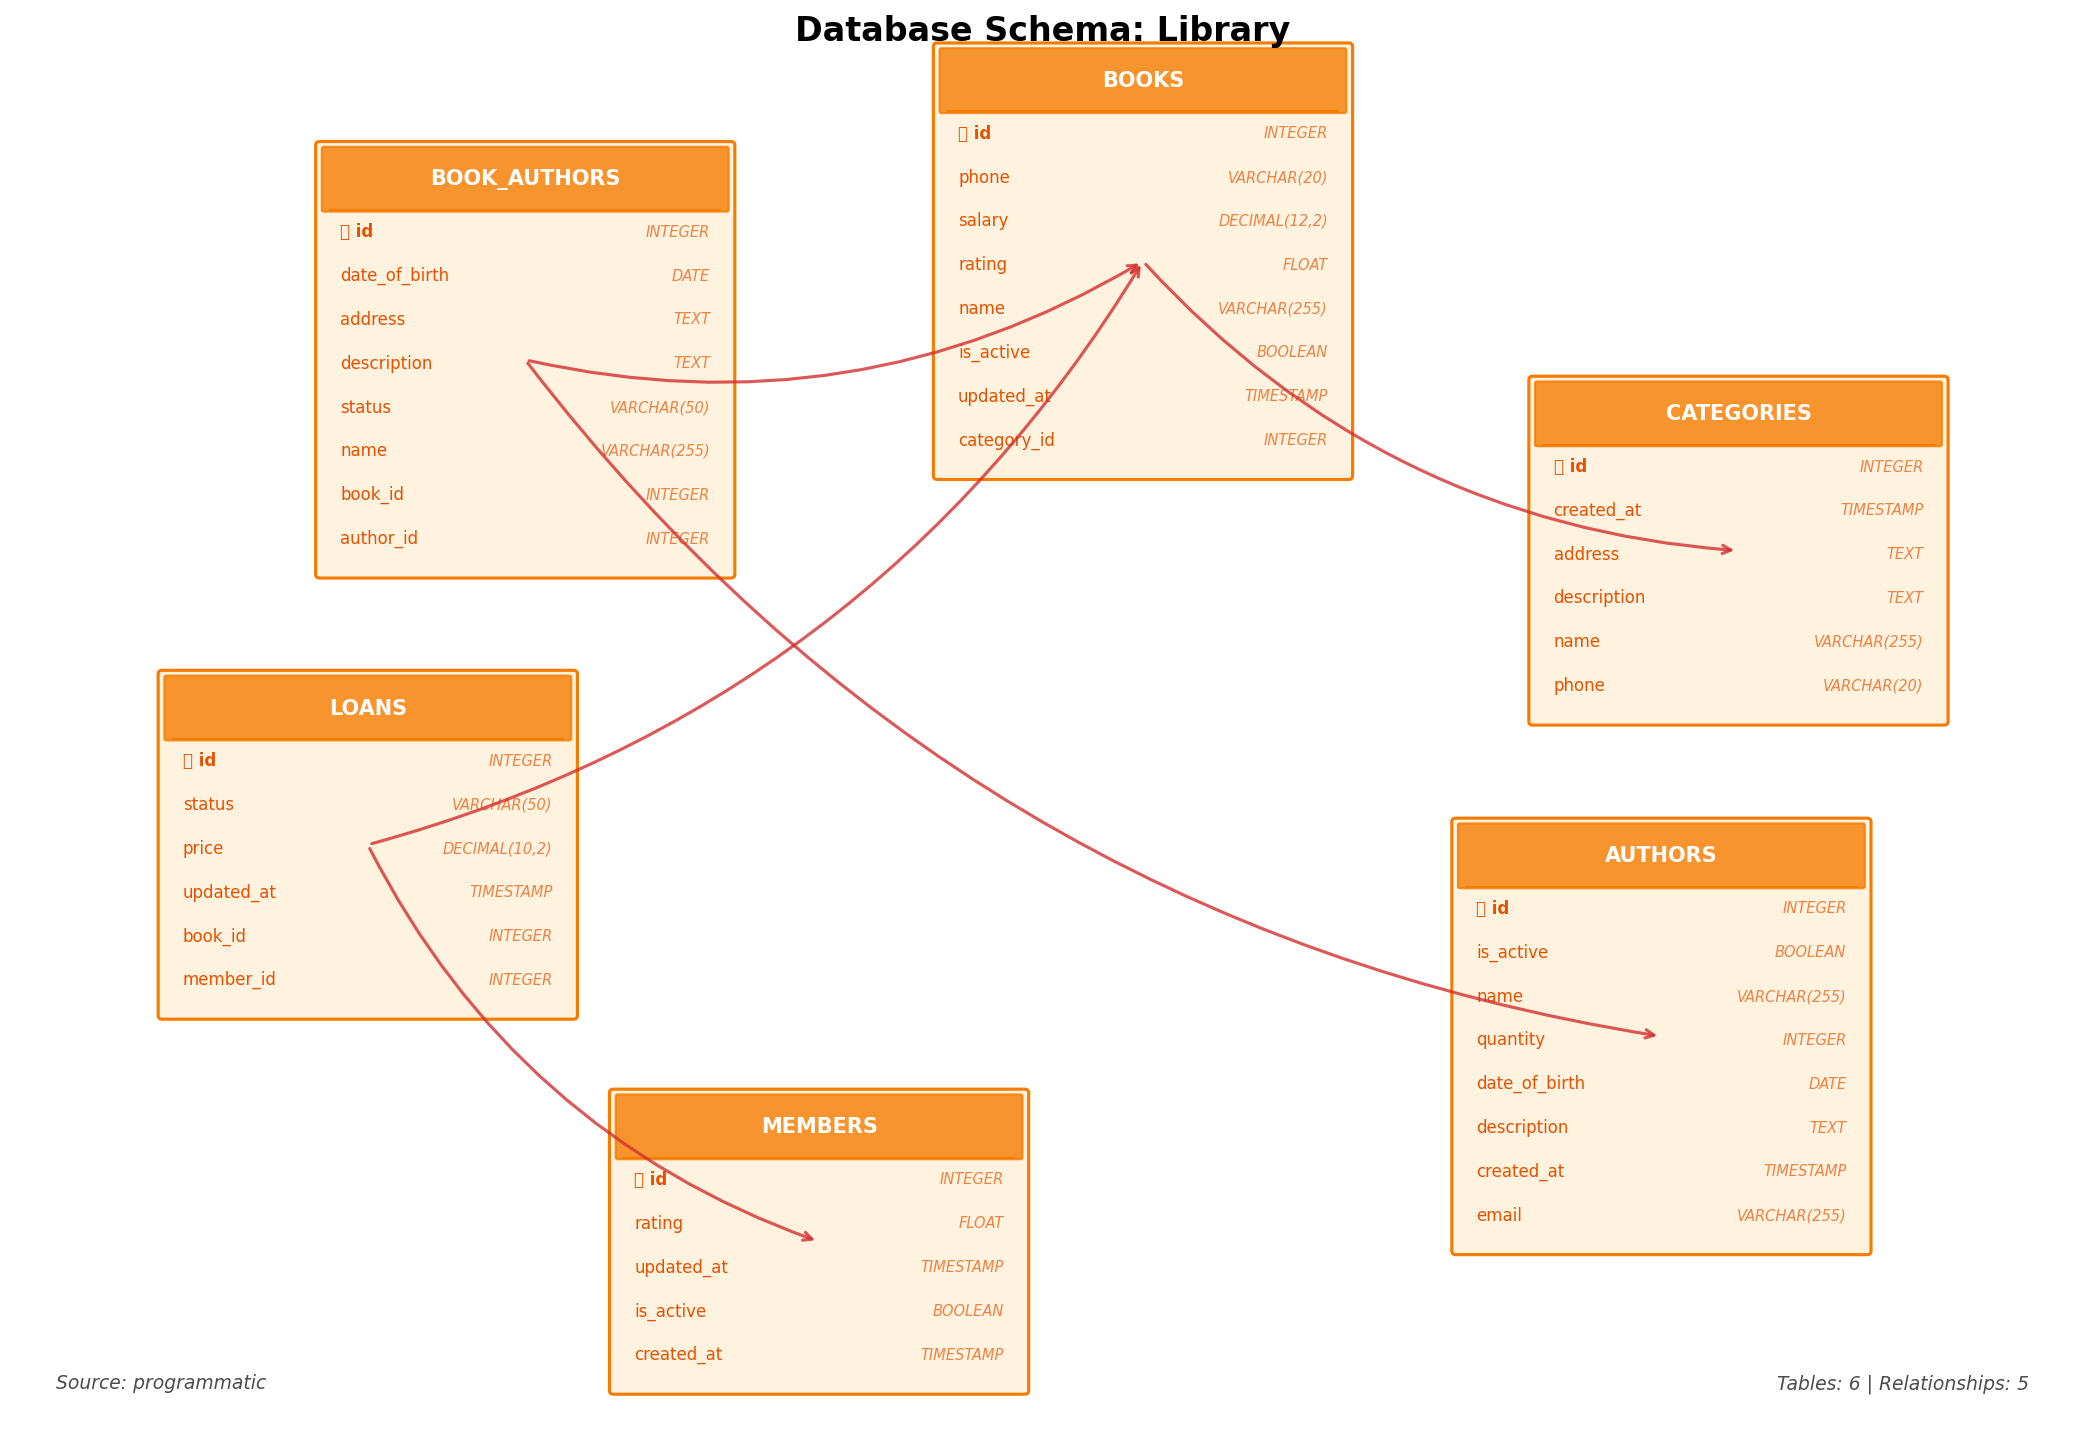 Database Schema: Library
BOOKS
id INTEGER
phone VARCHAR(20)
salary DECIMAL(12,2)
rating FLOAT
name VARCHAR(255)
is_active BOOLEAN
updated_at TIMESTAMP
category_id INTEGER
BOOK_AUTHORS
id INTEGER
date_of_birth DATE
address TEXT
description TEXT
status VARCHAR(50)
name VARCHAR(255)
book_id INTEGER
author_id INTEGER
CATEGORIES
id INTEGER
created_at TIMESTAMP
address TEXT
description TEXT
name VARCHAR(255)
phone VARCHAR(20)
LOANS
id INTEGER
status VARCHAR(50)
price DECIMAL(10,2)
updated_at TIMESTAMP
book_id INTEGER
member_id INTEGER
AUTHORS
id INTEGER
is_active BOOLEAN
name VARCHAR(255)
quantity INTEGER
date_of_birth DATE
description TEXT
created_at TIMESTAMP
email VARCHAR(255)
MEMBERS
id INTEGER
rating FLOAT
updated_at TIMESTAMP
is_active BOOLEAN
created_at TIMESTAMP
Source: programmatic
Tables: 6 | Relationships: 5